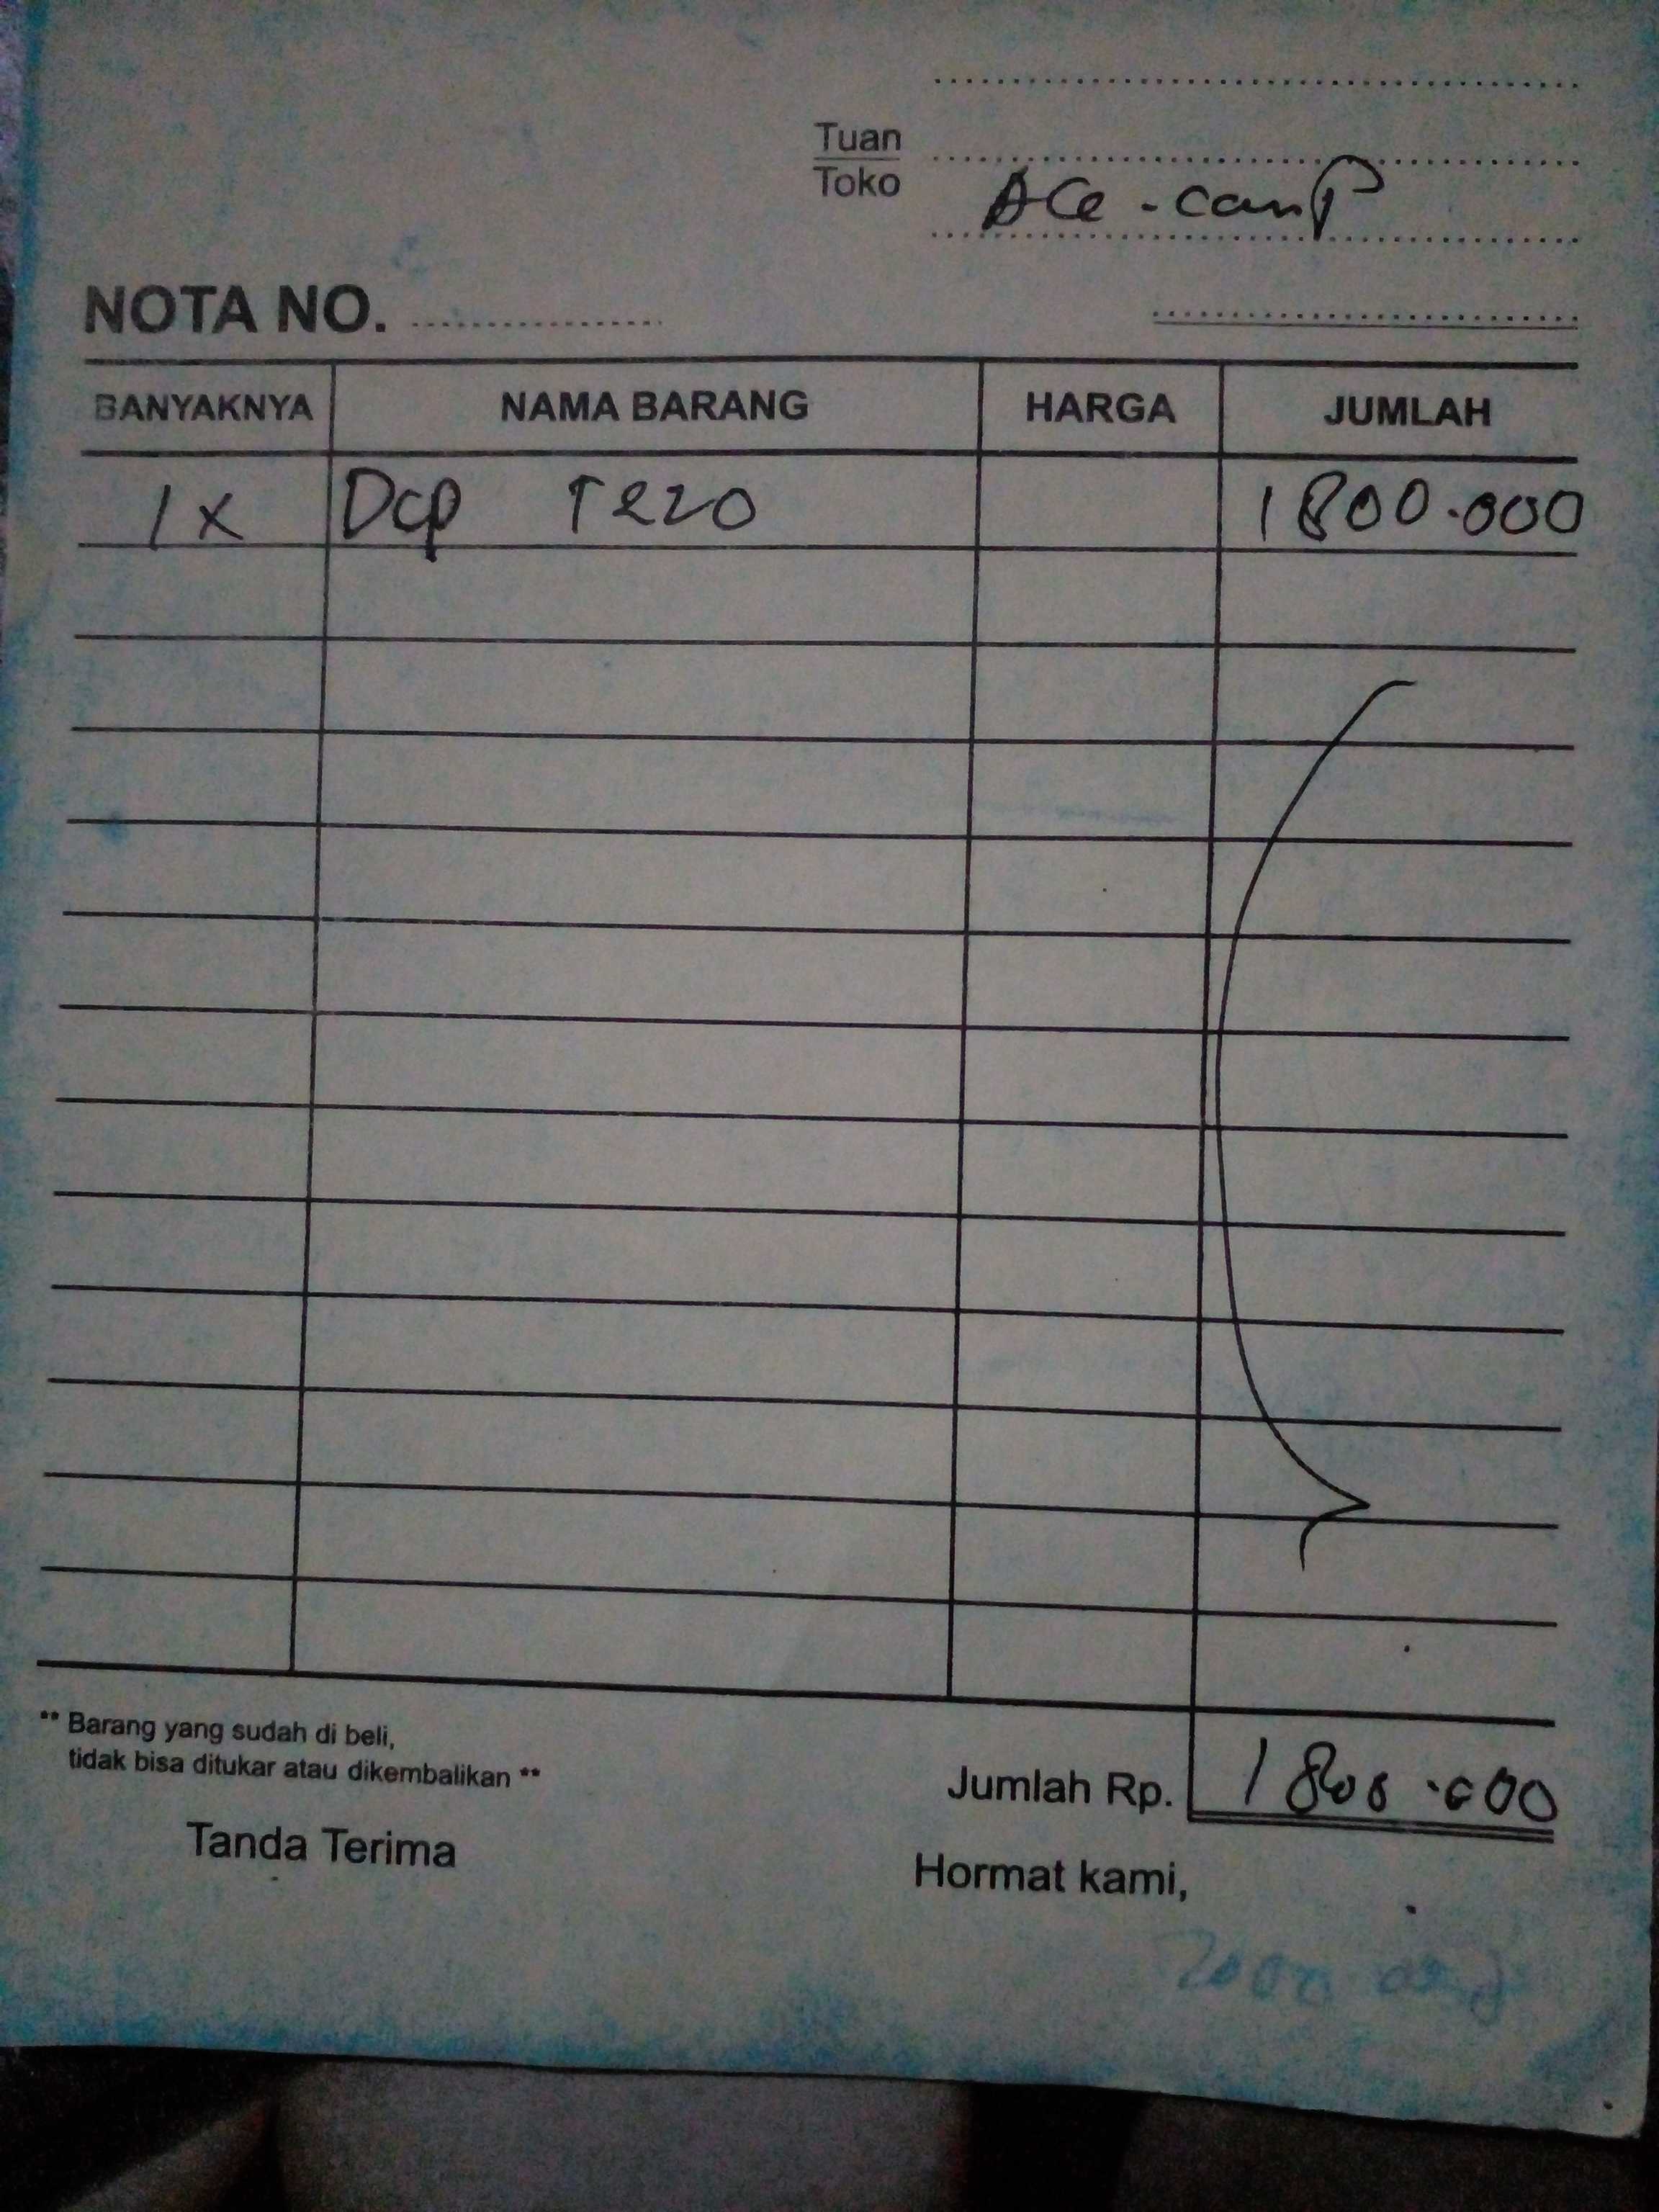 Tuan
Toko
ACe - comp
NOTA NO.
BANYAKNYA NAMA BARANG HARGA JUMLAH
1x Dcp T220 1800.000
** Barang yang sudah di beli,
tidak bisa ditukar atau dikembalikan **
Jumlah Rp. 1800.000
Tanda Terima
Hormat kami,